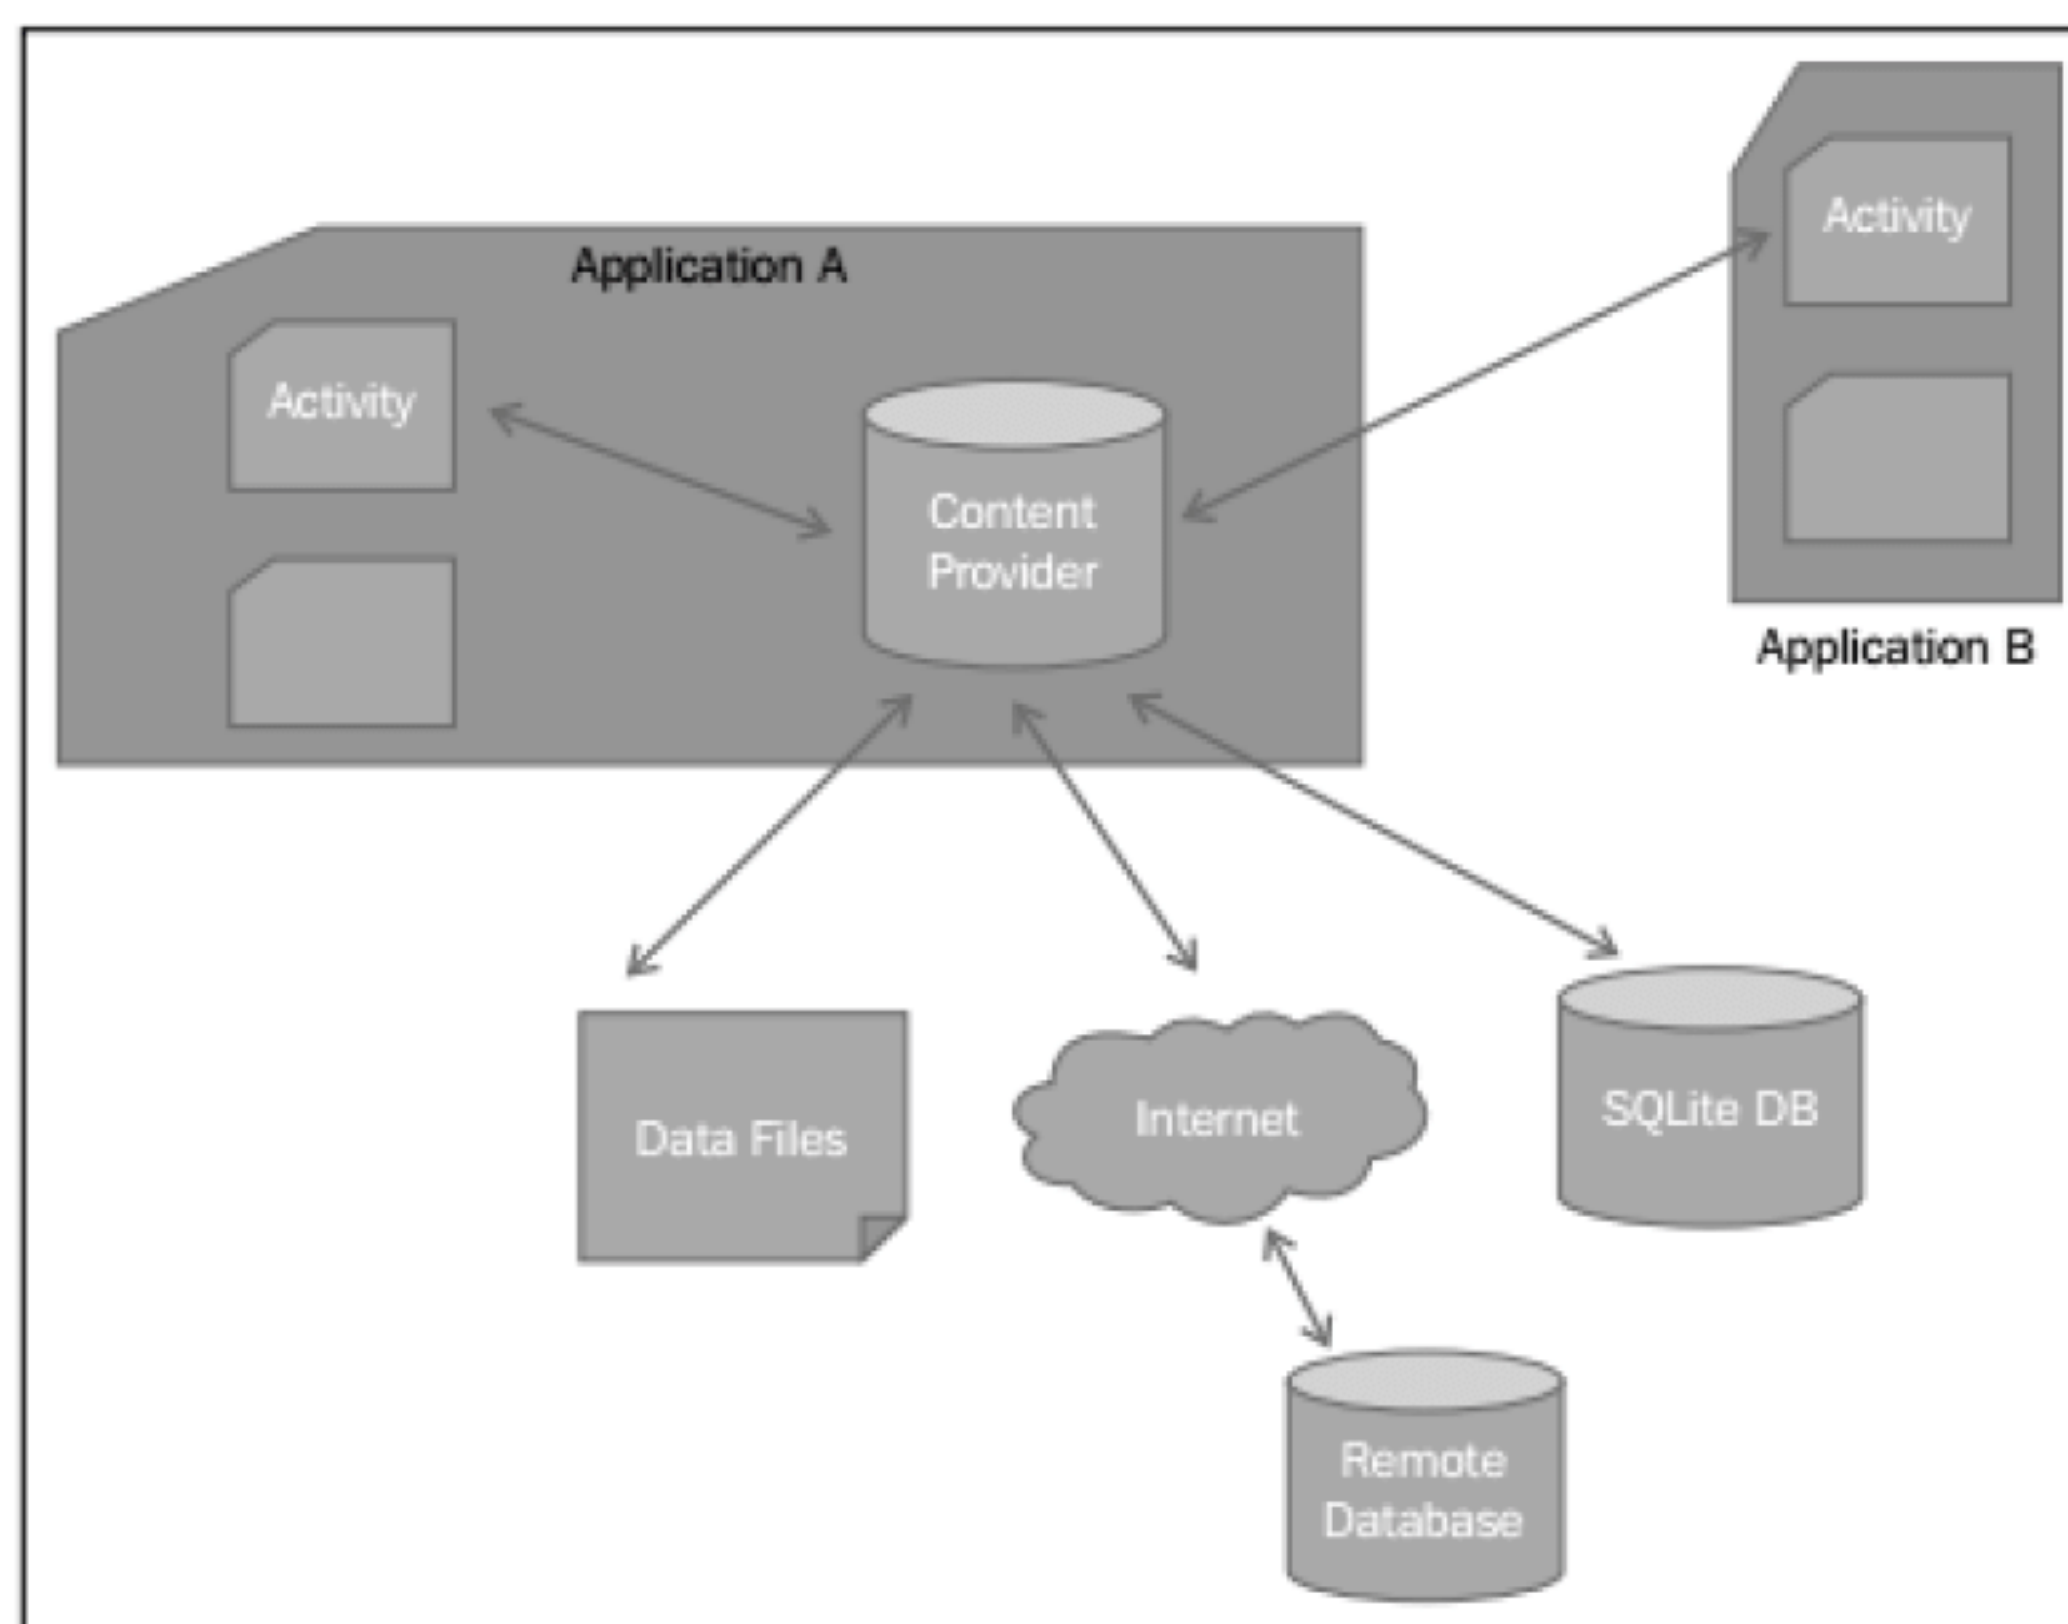 Activity
Application A
Activity
Content
Provider
Application B
Data Files
Internet
SQLite DB
Remote
Database